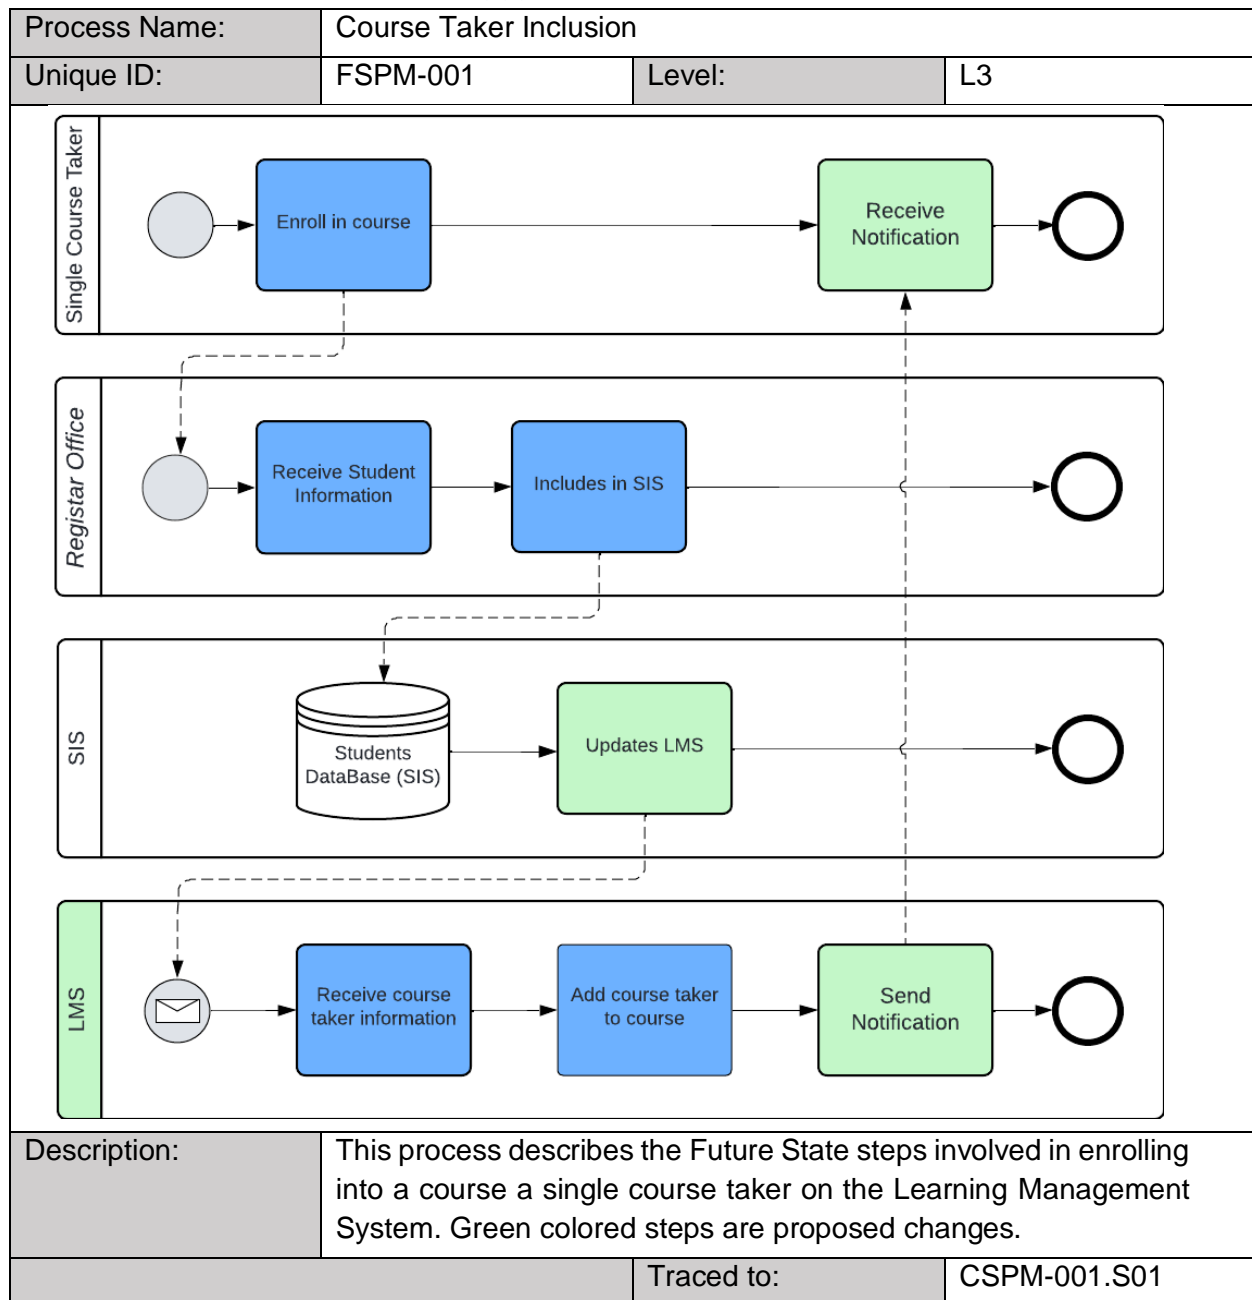 Process Name: Course Taker Inclusion
Unique ID: FSPM-001 Level: L3
Single Course Taker
Enroll in course
Receive
Notification
Registar Office
Receive Student
Information
Includes in SIS
SIS
Students
DataBase (SIS)
Updates LMS
LMS
Receive course
taker information
Add course taker
to course
Send
Notification
Description: This process describes the Future State steps involved in enrolling
into a course a single course taker on the Learning Management
System. Green colored steps are proposed changes.
Traced to: CSPM-001.S01